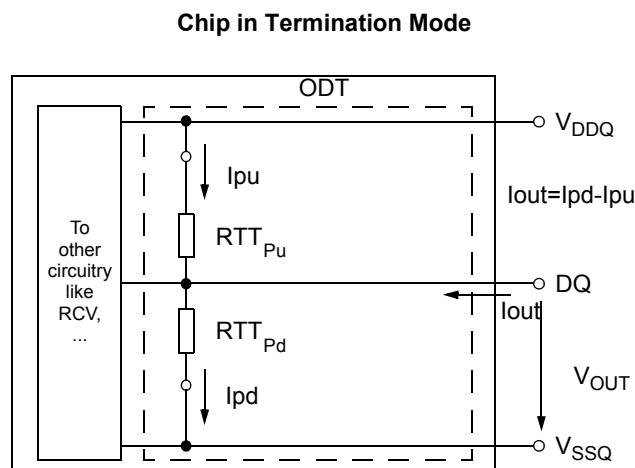 Chip in Termination Mode
ODT
VDDQ
Ipu
Iout=Ipd-Ipu
To
other
circuitry
like
RCV,
...
RTTPu
DQ
Iout
RTTPd
VOUT
Ipd
VSSQ